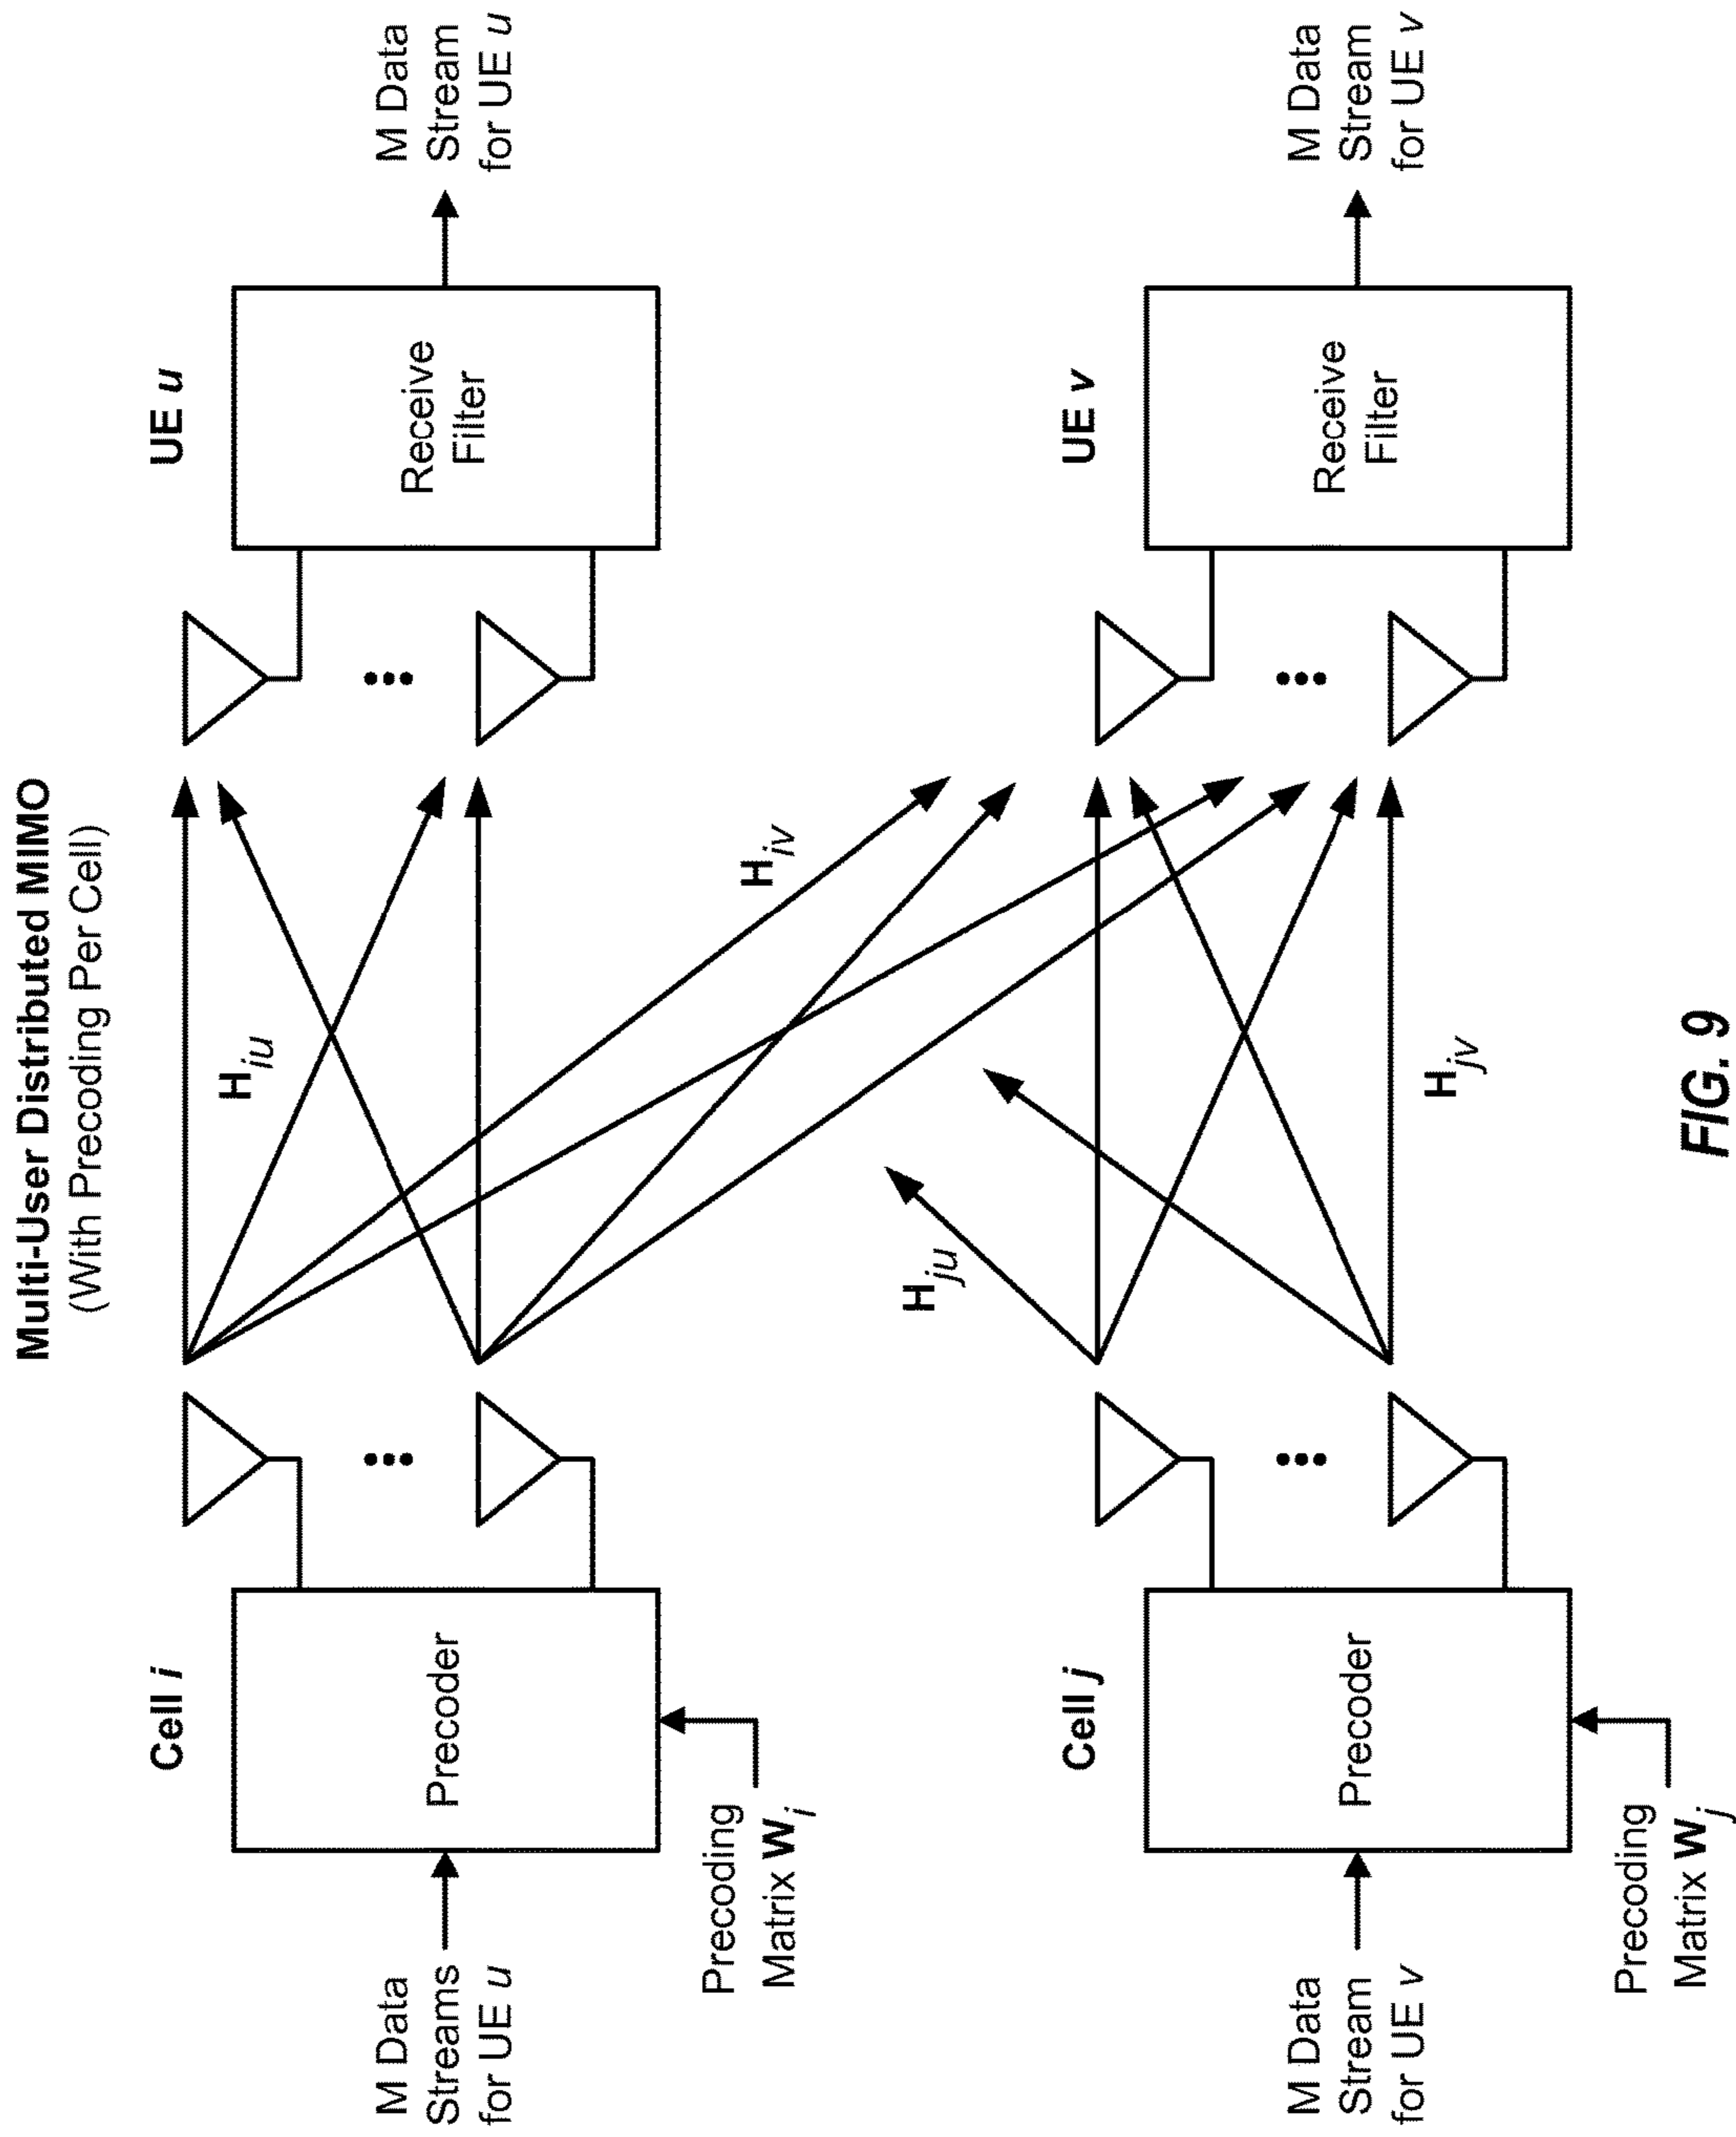 Multi-User Distributed MIMO
(With Precoding Per Cell)
Cell i
UE u
M Data
Streams
for UE u
Precoder
H_iu
Receive
Filter
M Data
Stream
for UE u
Precoding
Matrix W_i
H_iv
H_ju
Cell j
UE v
M Data
Stream
for UE v
Precoder
H_jv
Receive
Filter
M Data
Stream
for UE v
Precoding
Matrix W_j
FIG. 9